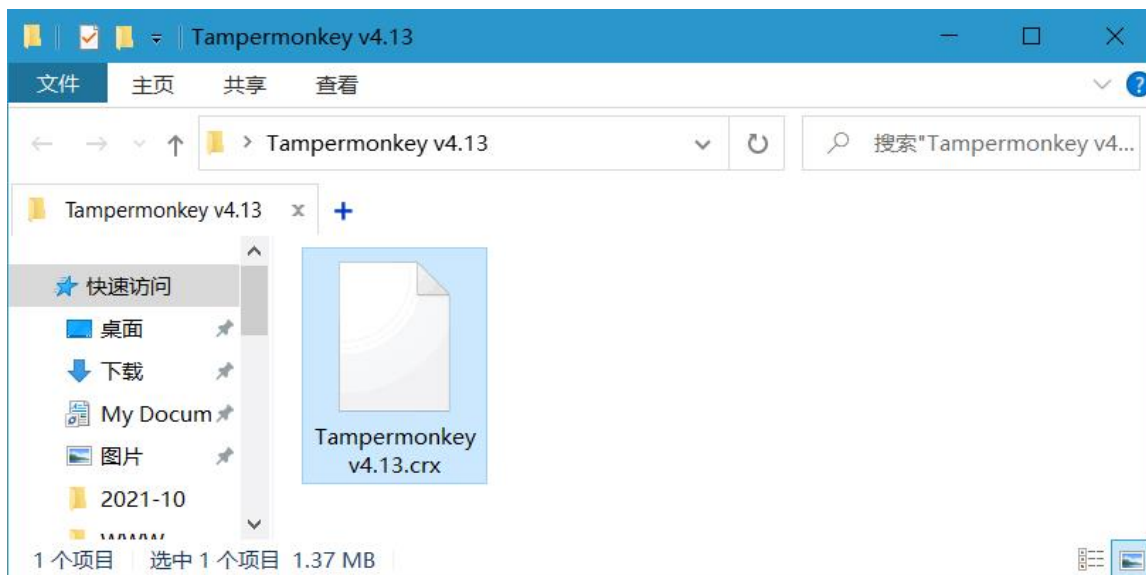 Tampermonkey v4.13
文件 主页 共享 查看
Tampermonkey v4.13
搜索"Tampermonkey v4...
Tampermonkey v4.13
快速访问
桌面
下载
My Docum
图片
2021-10
Tampermonkey
v4.13.crx
1 个项目 选中 1 个项目 1.37 MB